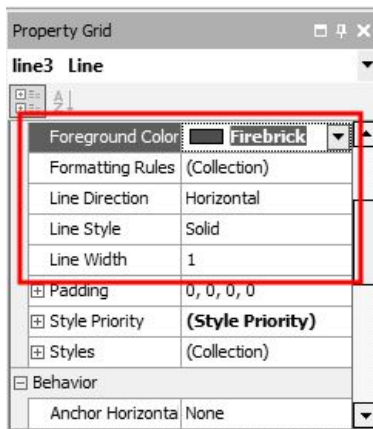 Property Grid
line3 Line
Foreground Color Firebrick
Formatting Rules (Collection)
Line Direction Horizontal
Line Style Solid
Line Width 1
Padding 0, 0, 0, 0
Style Priority (Style Priority)
Styles (Collection)
Behavior
Anchor Horizonta None